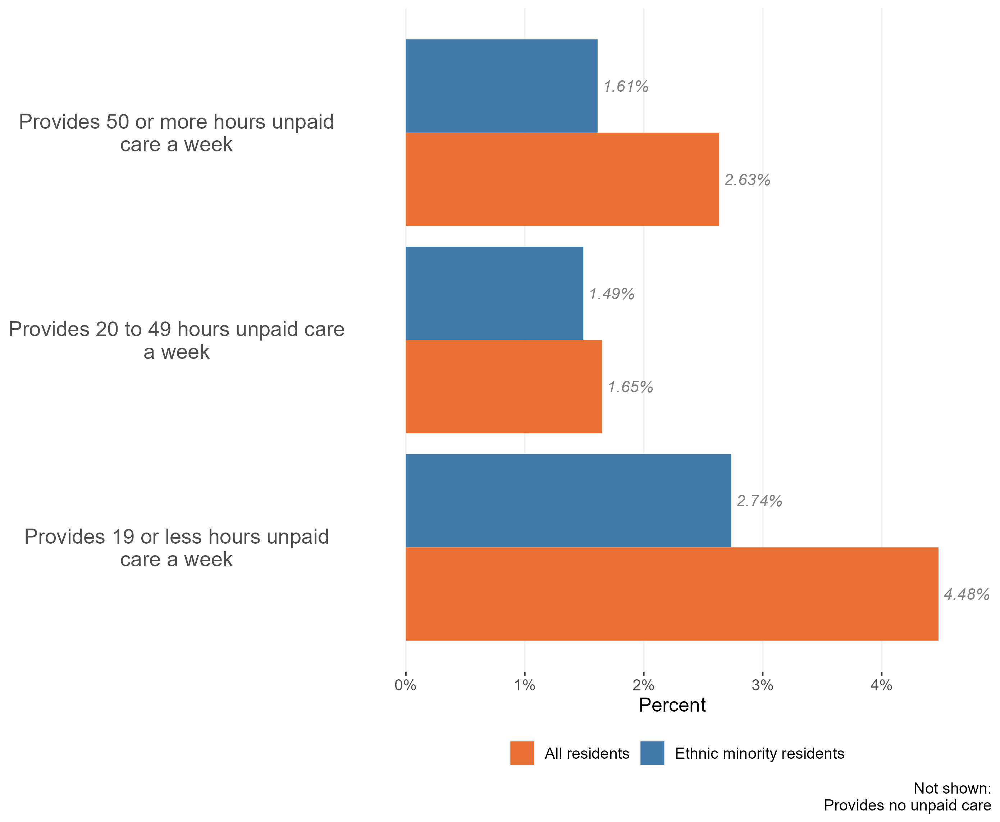 Provides 50 or more hours unpaid
care a week
1.61%
2.63%
Provides 20 to 49 hours unpaid care
a week
1.49%
1.65%
Provides 19 or less hours unpaid
care a week
2.74%
4.48%
0% 1% 2% 3% 4%
Percent
All residents Ethnic minority residents
Not shown:
Provides no unpaid care